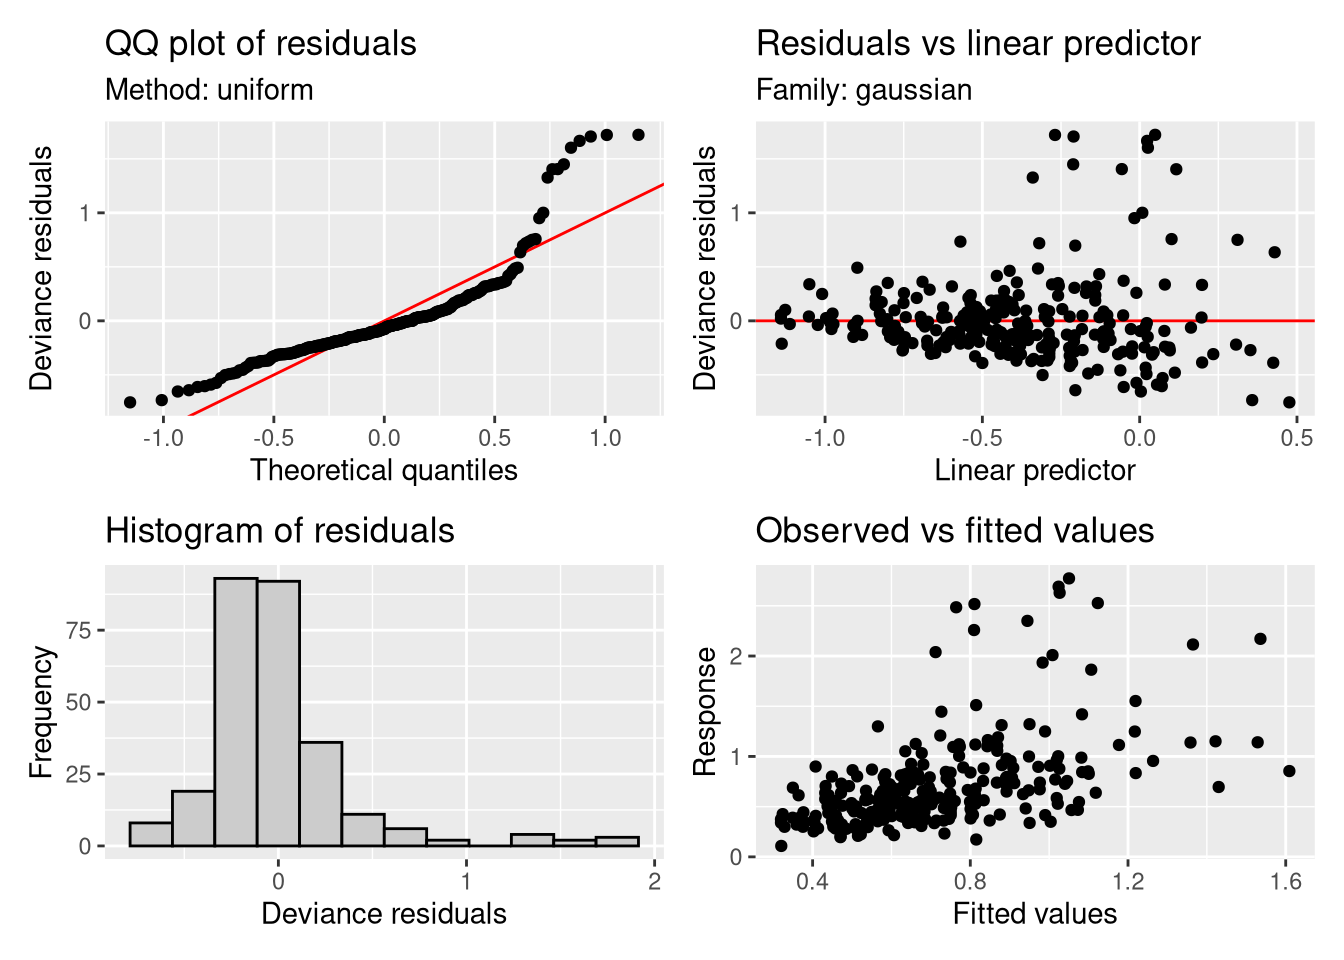 QQ plot of residuals
Method: uniform
Deviance residuals
1
0
-1.0 -0.5 0.0 0.5 1.0
Theoretical quantiles
Residuals vs linear predictor
Family: gaussian
Deviance residuals
1
0
-1.0 -0.5 0.0 0.5
Linear predictor
Histogram of residuals
Frequency
75
50
25
0
0 1 2
Deviance residuals
Observed vs fitted values
Response
2
1
0
0.4 0.8 1.2 1.6
Fitted values